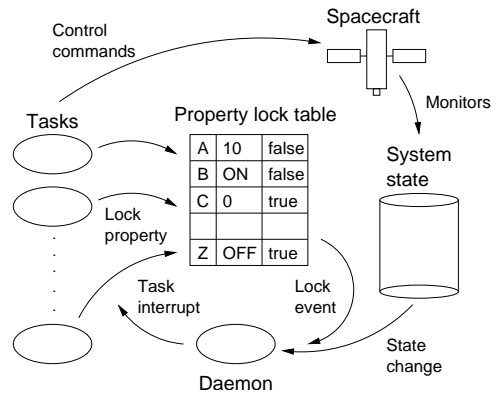 Spacecraft
Control
commands
Monitors
Tasks
Property lock table
A 10 false
B ON false
C 0 true
Z OFF true
System
state
Lock
property
Task
interrupt
Lock
event
State
change
Daemon